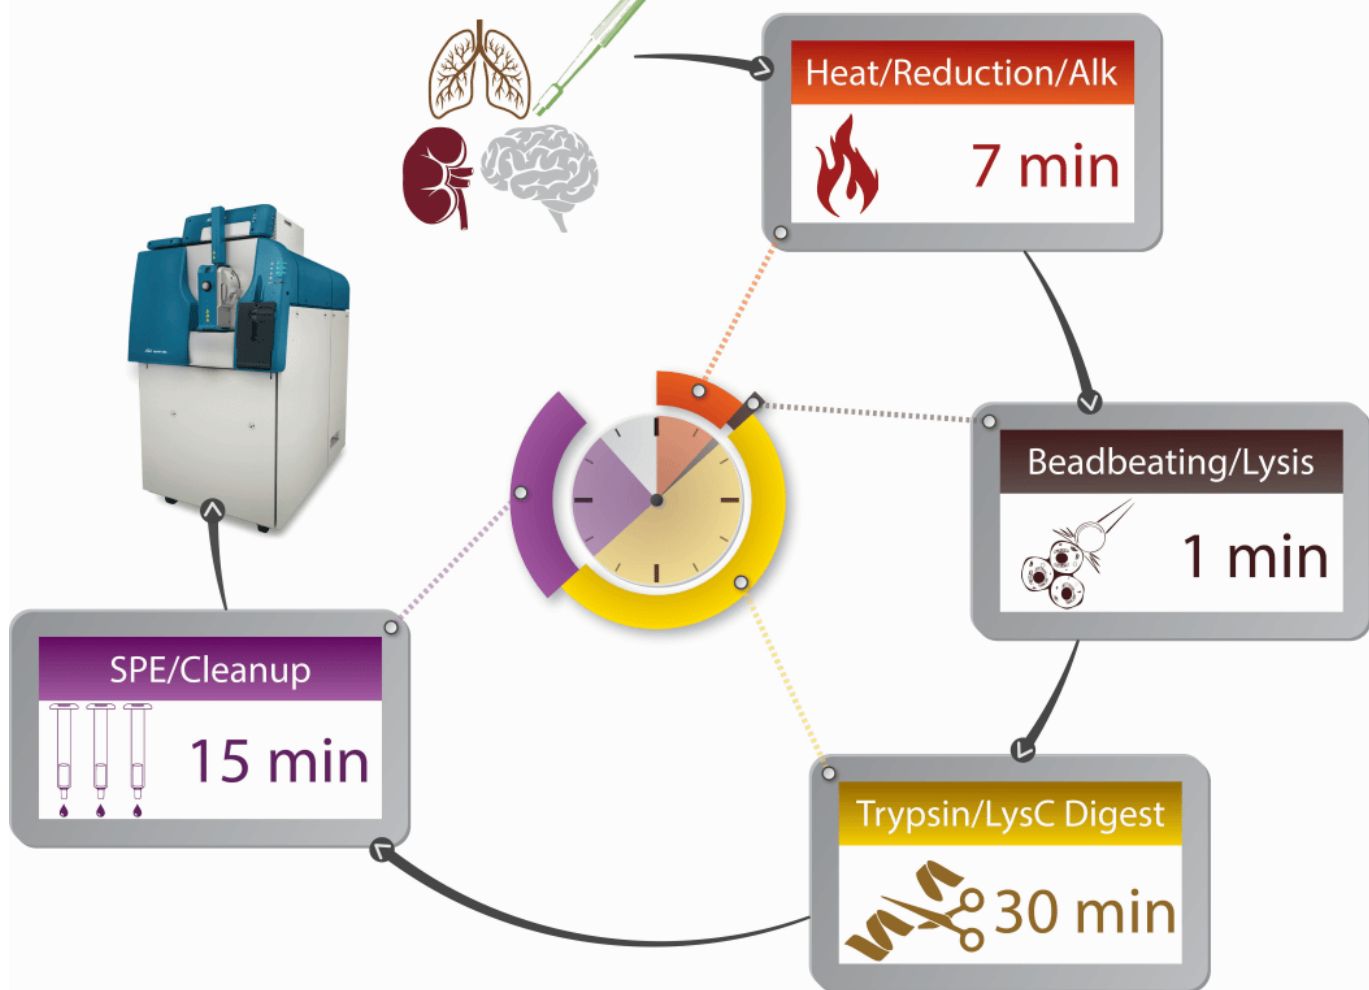 Heat/Reduction/Alk
7 min
Beadbeating/Lysis
1 min
Trypsin/LysC Digest
30 min
SPE/Cleanup
15 min